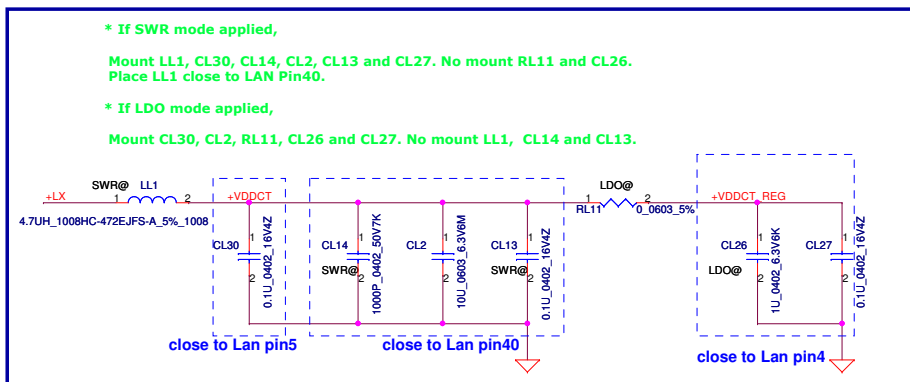 * If SWR mode applied,
Mount LL1, CL30, CL14, CL2, CL13 and CL27. No mount RL11 and CL26.
Place LL1 close to LAN Pin40.
* If LDO mode applied,
Mount CL30, CL2, RL11, CL26 and CL27. No mount LL1, CL14 and CL13.
+LX
SWR@
LL1
1
2
4.7UH_1008HC-472EJFS-A_5%_1008
+VDDCT
CL30
1
2
0.1U_0402_16V4Z
CL14
SWR@
1
2
1000P_0402_50V7K
CL2
1
2
10U_0603_6.3V6M
CL13
SWR@
1
2
0.1U_0402_16V4Z
LDO@
1
2
RL11
0_0603_5%
+VDDCT_REG
CL26
LDO@
1
2
1U_0402_6.3V6K
CL27
1
2
0.1U_0402_16V4Z
close to Lan pin5
close to Lan pin40
close to Lan pin4